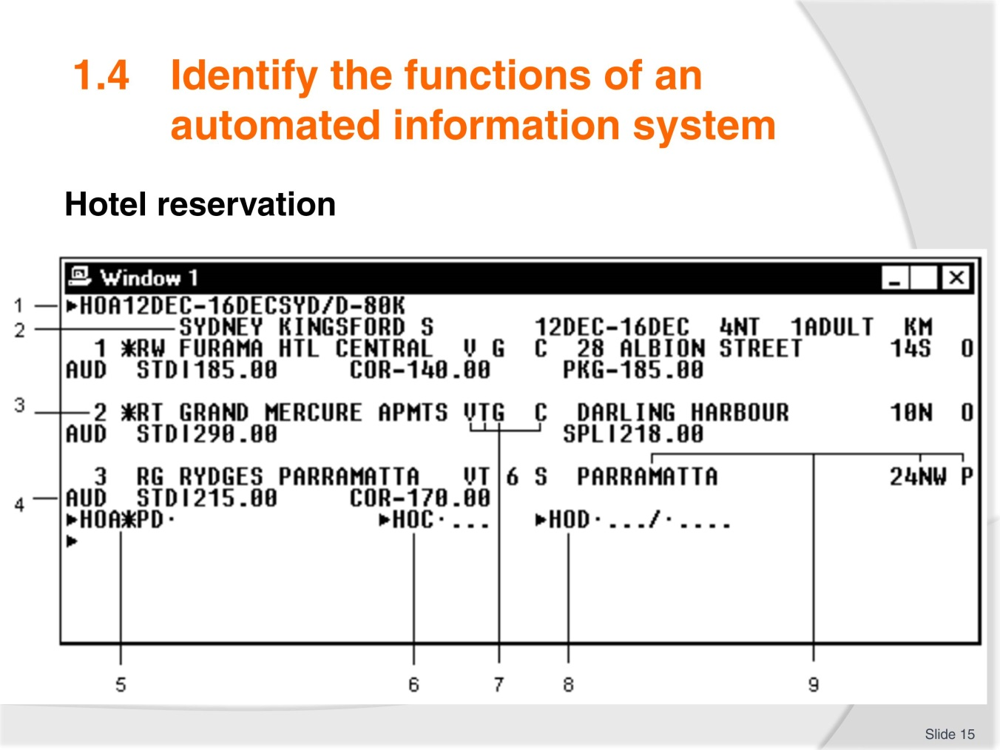 1.4 Identify the functions of an
automated information system
Hotel reservation
Window 1
1 ▶HOA12DEC-16DECSYD/D-80K
2 SYDNEY KINGSFORD S 12DEC-16DEC 4NT 1ADULT KM
1 *RW FURAMA HTL CENTRAL V G C 28 ALBION STREET 14S O
AUD STD|185.00 COR-140.00 PKG-185.00
3 2 *RT GRAND MERCURE APMTS VTG C DARLING HARBOUR 10N O
AUD STD|290.00 SPL|218.00
3 RG RYDGES PARRAMATTA VT 6 S PARRAMATTA 24NW P
4 AUD STD|215.00 COR-170.00
▶HOA*PD· ▶HOC·... ▶HOD·.../·....
▶
5 6 7 8 9
Slide 15